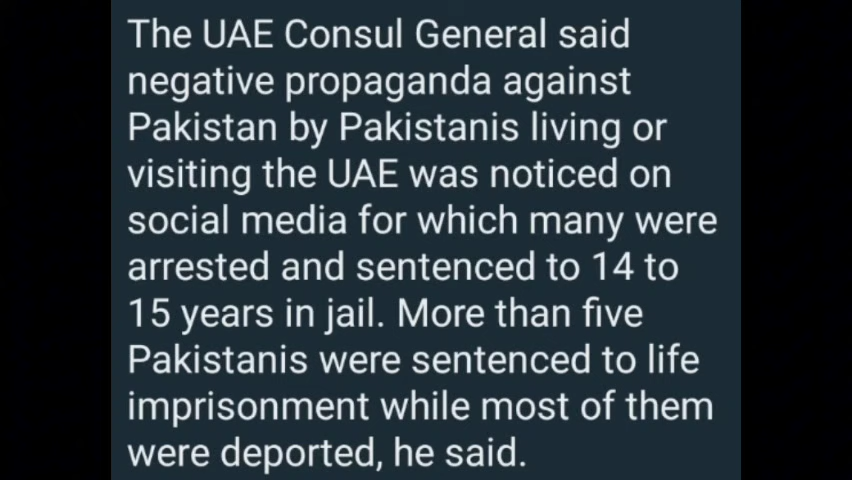 The UAE Consul General said
negative propaganda against
Pakistan by Pakistanis living or
visiting the UAE was noticed on
social media for which many were
arrested and sentenced to 14 to
15 years in jail. More than five
Pakistanis were sentenced to life
imprisonment while most of them
were deported, he said.